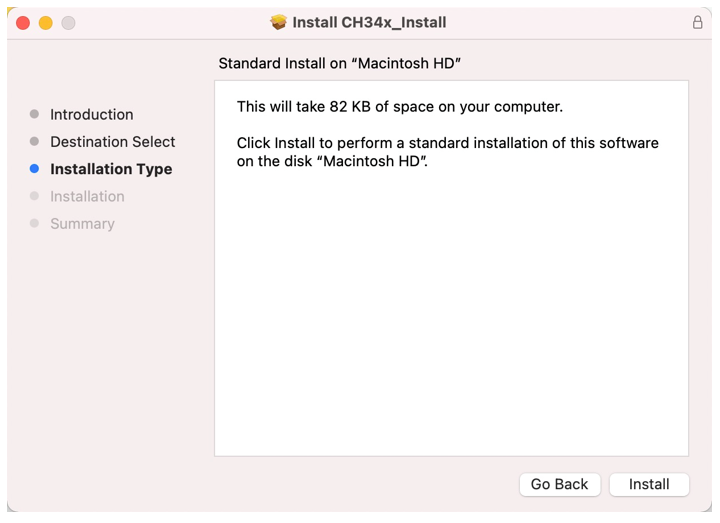 Install CH34x_Install
Standard Install on “Macintosh HD”
Introduction
Destination Select
Installation Type
Installation
Summary
This will take 82 KB of space on your computer.
Click Install to perform a standard installation of this software
on the disk “Macintosh HD”.
Go Back
Install